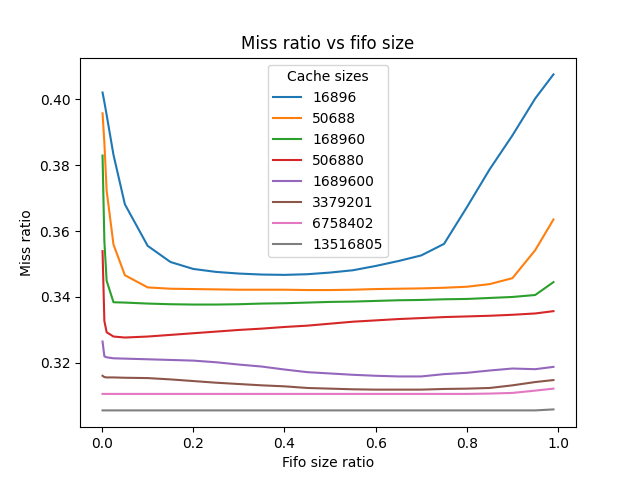 Miss ratio vs fifo size
Cache sizes
16896
50688
168960
506880
1689600
3379201
6758402
13516805
Miss ratio
0.40
0.38
0.36
0.34
0.32
0.0 0.2 0.4 0.6 0.8 1.0
Fifo size ratio